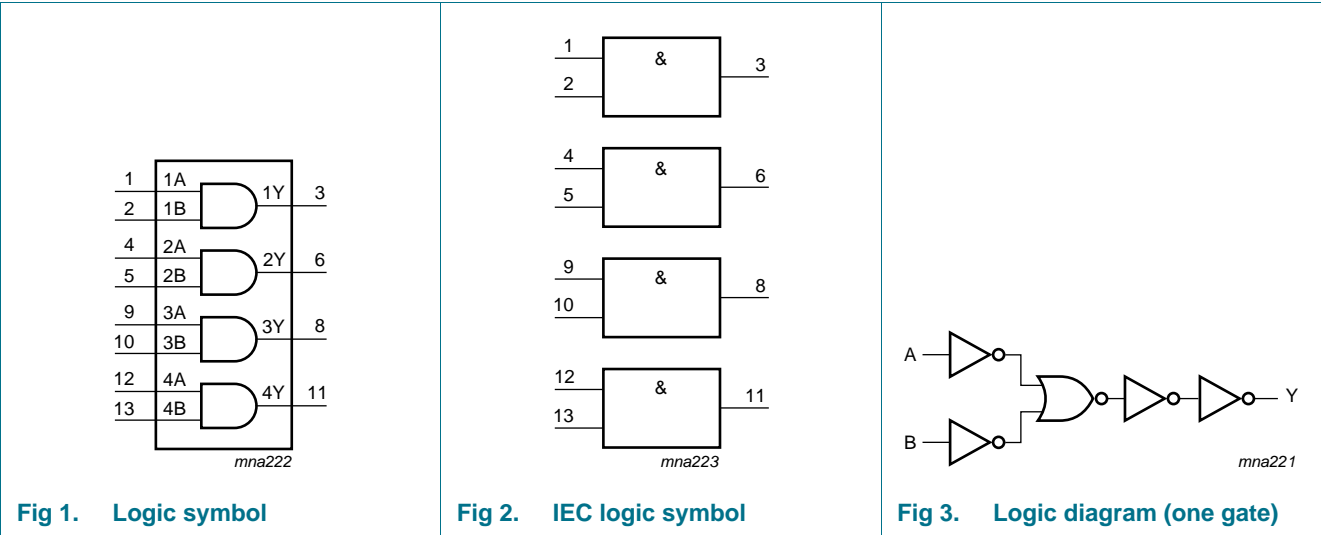 1 1A 1Y 3
2 1B
4 2A 2Y 6
5 2B
9 3A 3Y 8
10 3B
12 4A 4Y 11
13 4B
mna222
Fig 1. Logic symbol
1 & 3
2
4 & 6
5
9 & 8
10
12 & 11
13
mna223
Fig 2. IEC logic symbol
A
Y
B
mna221
Fig 3. Logic diagram (one gate)